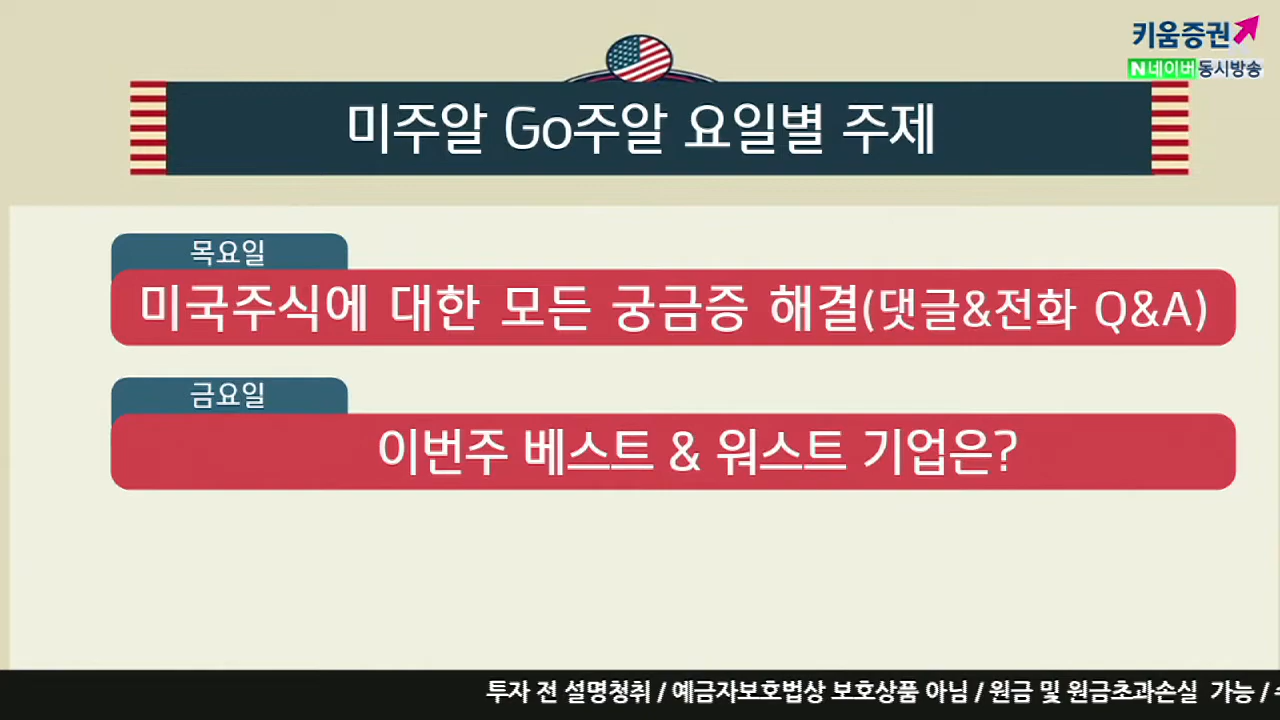 키움증권
N 네이버 동시방송
미주알 Go주알 요일별 주제
목요일
미국주식에 대한 모든 궁금증 해결(댓글&전화 Q&A)
금요일
이번주 베스트 & 워스트 기업은?
투자 전 설명청취 / 예금자보호법상 보호상품 아님 / 원금 및 원금초과손실 가능 /